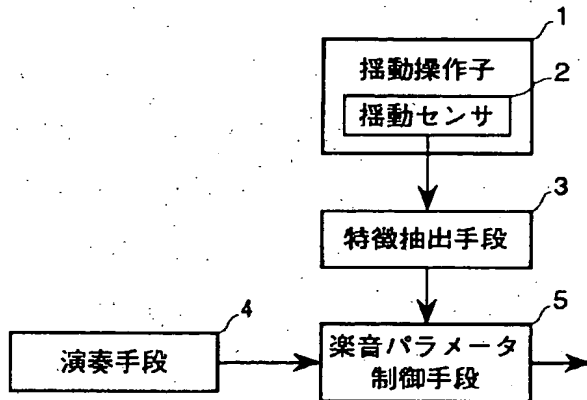 1
揺動操作子
2
揺動センサ
3
特徴抽出手段
4
演奏手段
5
楽音パラメータ
制御手段